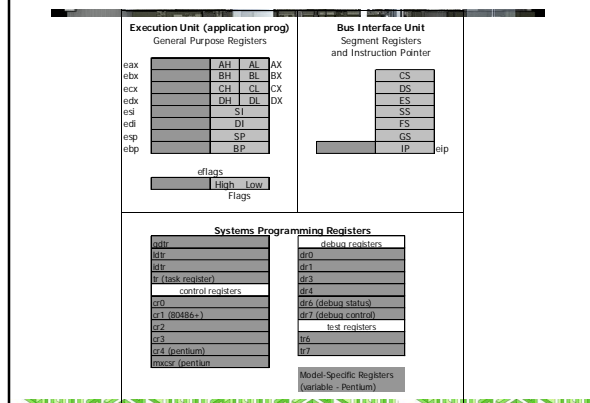 Execution Unit (application prog)
General Purpose Registers
eax AH AL AX
ebx BH BL BX
ecx CH CL CX
edx DH DL DX
esi SI
edi DI
esp SP
ebp BP
eflags
High Low
Flags
Bus Interface Unit
Segment Registers
and Instruction Pointer
CS
DS
ES
SS
FS
GS
IP eip
Systems Programming Registers
gdtr
idtr
ldtr
tr (task register)
control registers
cr0
cr1 (80486+)
cr2
cr3
cr4 (pentium)
mxcsr (pentium
debug registers
dr0
dr1
dr3
dr4
dr6 (debug status)
dr7 (debug control)
test registers
tr6
tr7
Model-Specific Registers
(variable - Pentium)